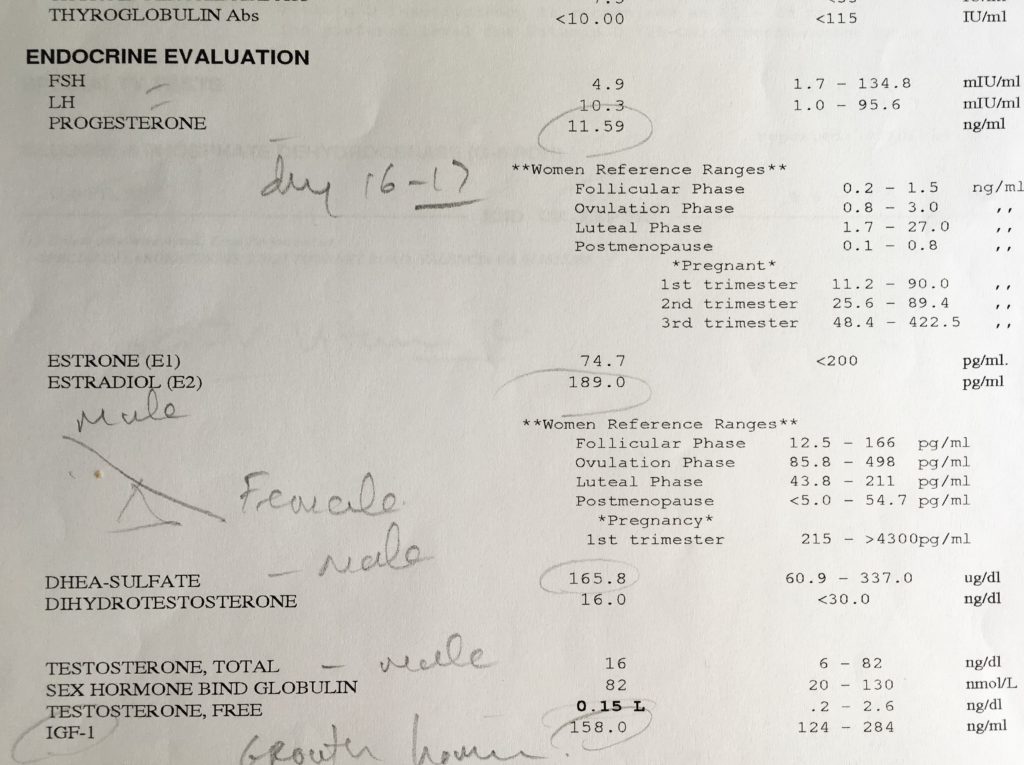 THYROGLOBULIN Abs <10.00 <115 IU/ml
ENDOCRINE EVALUATION
FSH 4.9 1.7 - 134.8 mIU/ml
LH 10.3 1.0 - 95.6 mIU/ml
PROGESTERONE 11.59 ng/ml
day 16-17
**Women Reference Ranges**
Follicular Phase 0.2 - 1.5 ng/ml
Ovulation Phase 0.8 - 3.0 ,,
Luteal Phase 1.7 - 27.0 ,,
Postmenopause 0.1 - 0.8 ,,
*Pregnant*
1st trimester 11.2 - 90.0 ,,
2nd trimester 25.6 - 89.4 ,,
3rd trimester 48.4 - 422.5 ,,
ESTRONE (E1) 74.7 <200 pg/ml.
ESTRADIOL (E2) 189.0 pg/ml
male
**Women Reference Ranges**
Follicular Phase 12.5 - 166 pg/ml
Ovulation Phase 85.8 - 498 pg/ml
Luteal Phase 43.8 - 211 pg/ml
Postmenopause <5.0 - 54.7 pg/ml
Female
*Pregnancy*
1st trimester 215 - >4300pg/ml
- male
DHEA-SULFATE 165.8 60.9 - 337.0 ug/dl
DIHYDROTESTOSTERONE 16.0 <30.0 ng/dl
TESTOSTERONE, TOTAL - male 16 6 - 82 ng/dl
SEX HORMONE BIND GLOBULIN 82 20 - 130 nmol/L
TESTOSTERONE, FREE 0.15 L .2 - 2.6 ng/dl
IGF-1 158.0 124 - 284 ng/ml
Growth